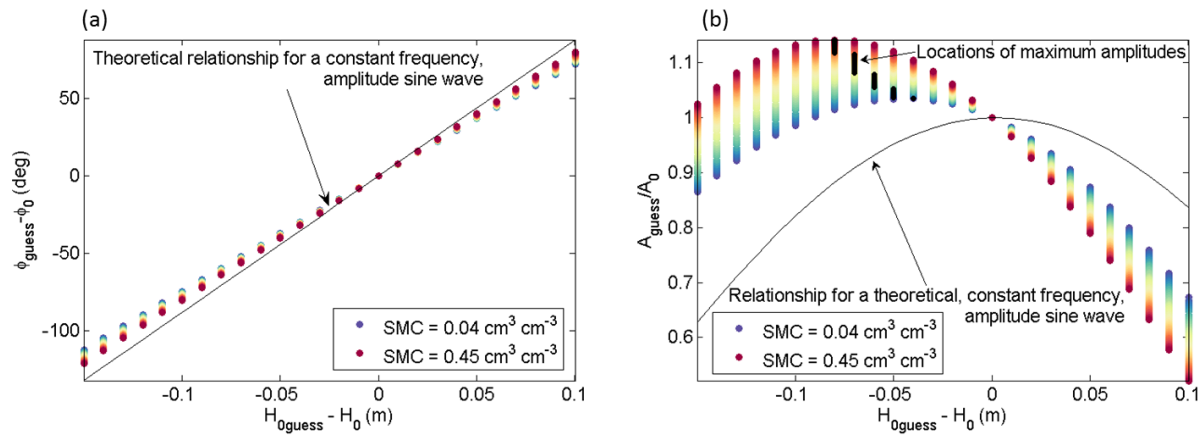 (a)
Theoretical relationship for a constant frequency,
amplitude sine wave
50
0
-50
-100
ϕguess-ϕ0 (deg)
SMC = 0.04 cm³ cm⁻³
SMC = 0.45 cm³ cm⁻³
-0.1
-0.05
0
0.05
0.1
H0guess - H0 (m)
(b)
Locations of maximum amplitudes
1.1
1
0.9
0.8
0.7
0.6
Aguess/A0
Relationship for a theoretical, constant frequency,
amplitude sine wave
SMC = 0.04 cm³ cm⁻³
SMC = 0.45 cm³ cm⁻³
-0.1
-0.05
0
0.05
0.1
H0guess - H0 (m)